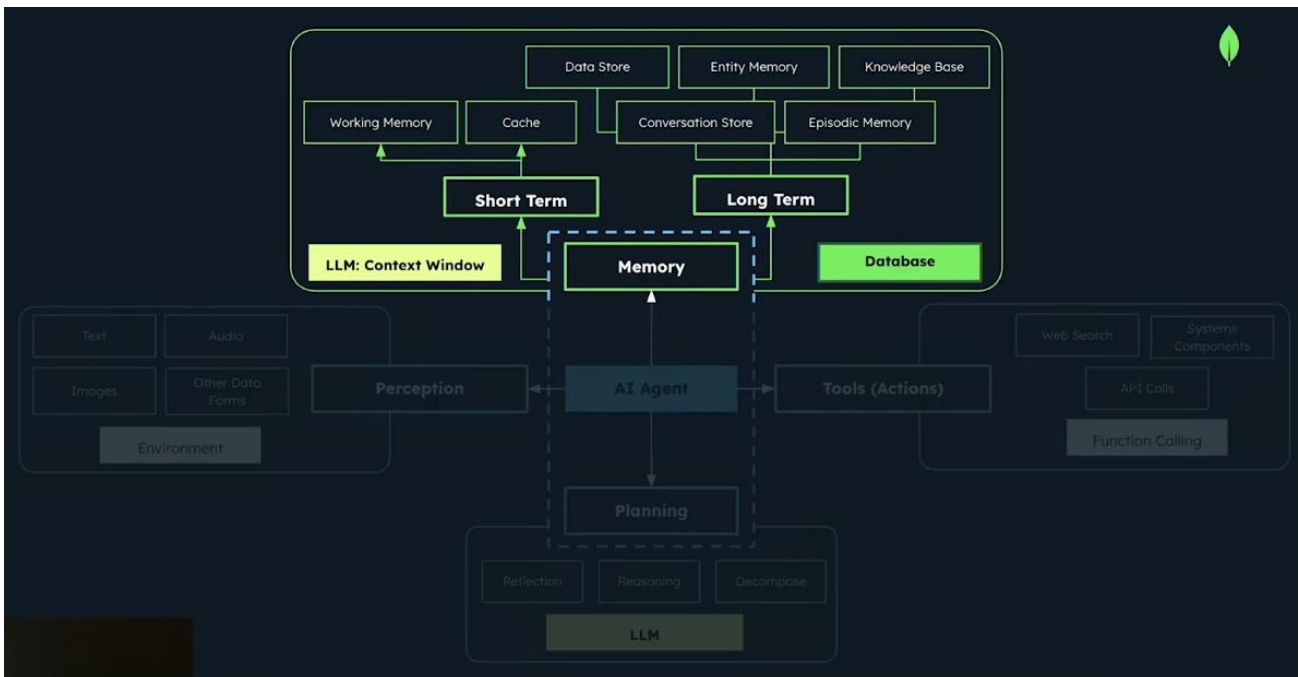 Data Store
Entity Memory
Knowledge Base
Working Memory
Cache
Conversation Store
Episodic Memory
Short Term
Long Term
LLM: Context Window
Memory
Database
Text
Audio
Images
Other Data
Forms
Environment
Perception
AI Agent
Tools (Actions)
Web Search
Systems
Components
API Calls
Function Calling
Planning
Reflection
Reasoning
Decompose
LLM